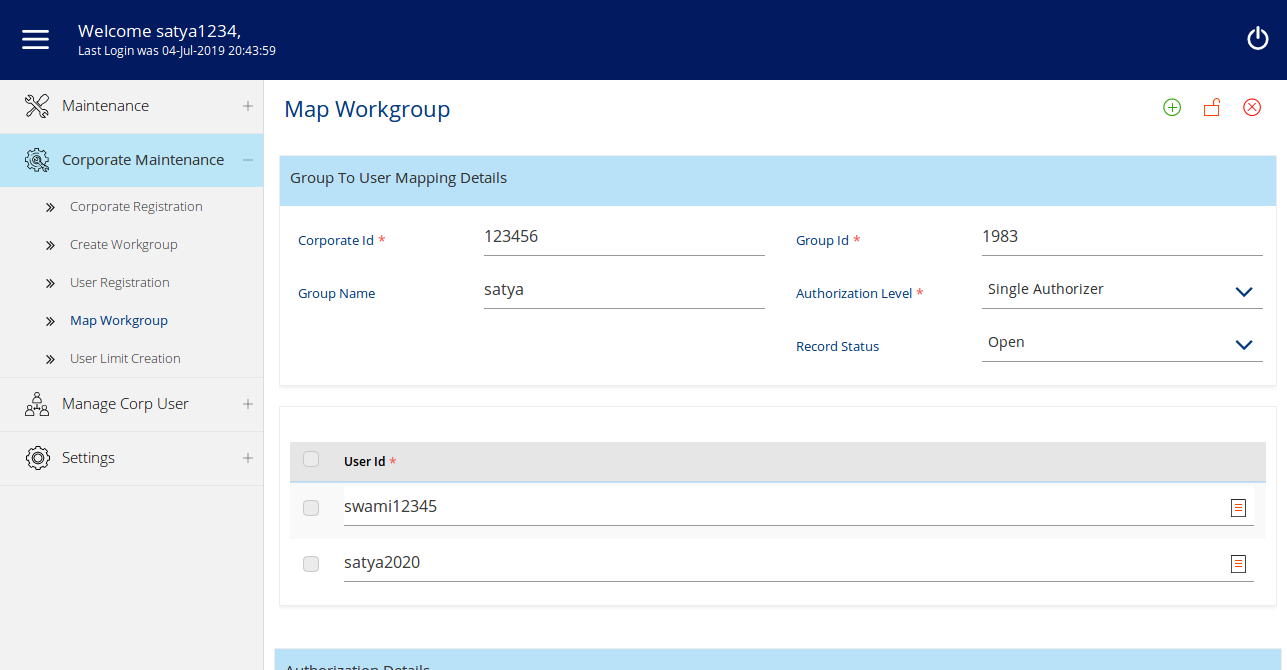 Welcome satya1234,
Last Login was 04-Jul-2019 20:43:59
Maintenance
Corporate Maintenance
Corporate Registration
Create Workgroup
User Registration
Map Workgroup
User Limit Creation
Manage Corp User
Settings
Map Workgroup
Group To User Mapping Details
Corporate Id * 123456
Group Id * 1983
Group Name satya
Authorization Level * Single Authorizer
Record Status Open
User Id *
swami12345
satya2020
Authorization Details